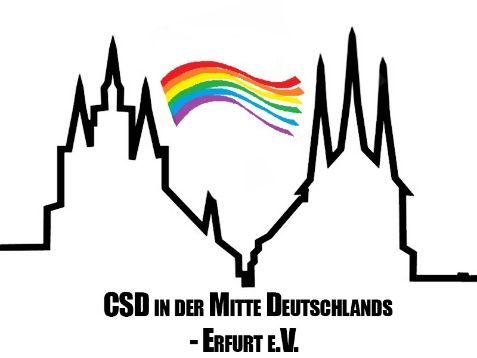 CSD in der Mitte Deutschlands
- Erfurt e.V.